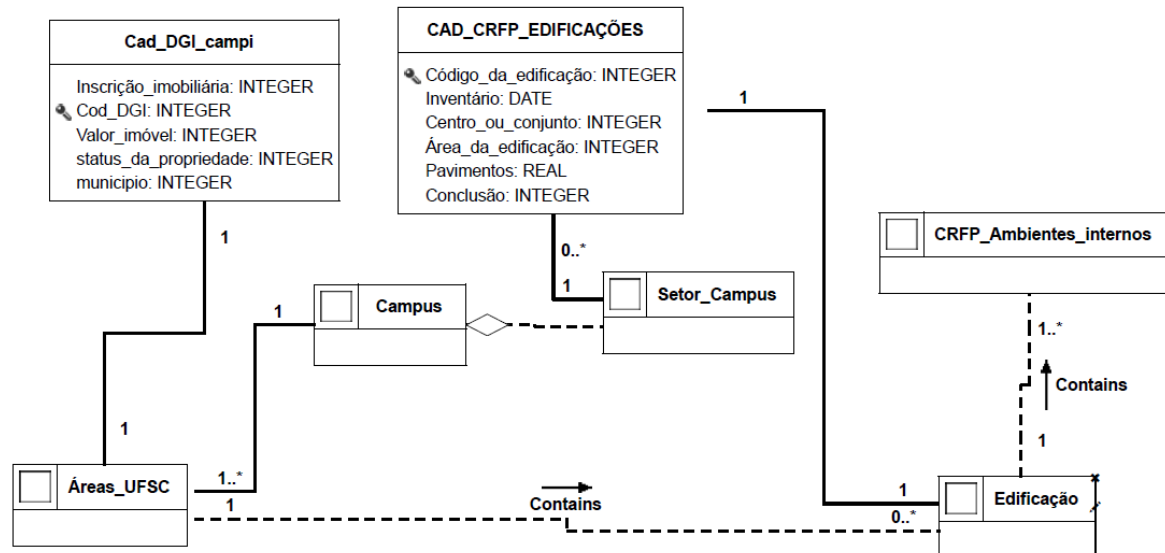 Cad_DGI_campi
Inscrição_imobiliária: INTEGER
Cod_DGI: INTEGER
Valor_imóvel: INTEGER
status_da_propriedade: INTEGER
municipio: INTEGER
CAD_CRFP_EDIFICAÇÕES
Código_da_edificação: INTEGER
Inventário: DATE
Centro_ou_conjunto: INTEGER
Área_da_edificação: INTEGER
Pavimentos: REAL
Conclusão: INTEGER
1
1
0..*
CRFP_Ambientes_internos
1
Setor_Campus
1
Campus
1..*
Contains
1
1
1..*
Áreas_UFSC
1
Contains
1
0..*
Edificação